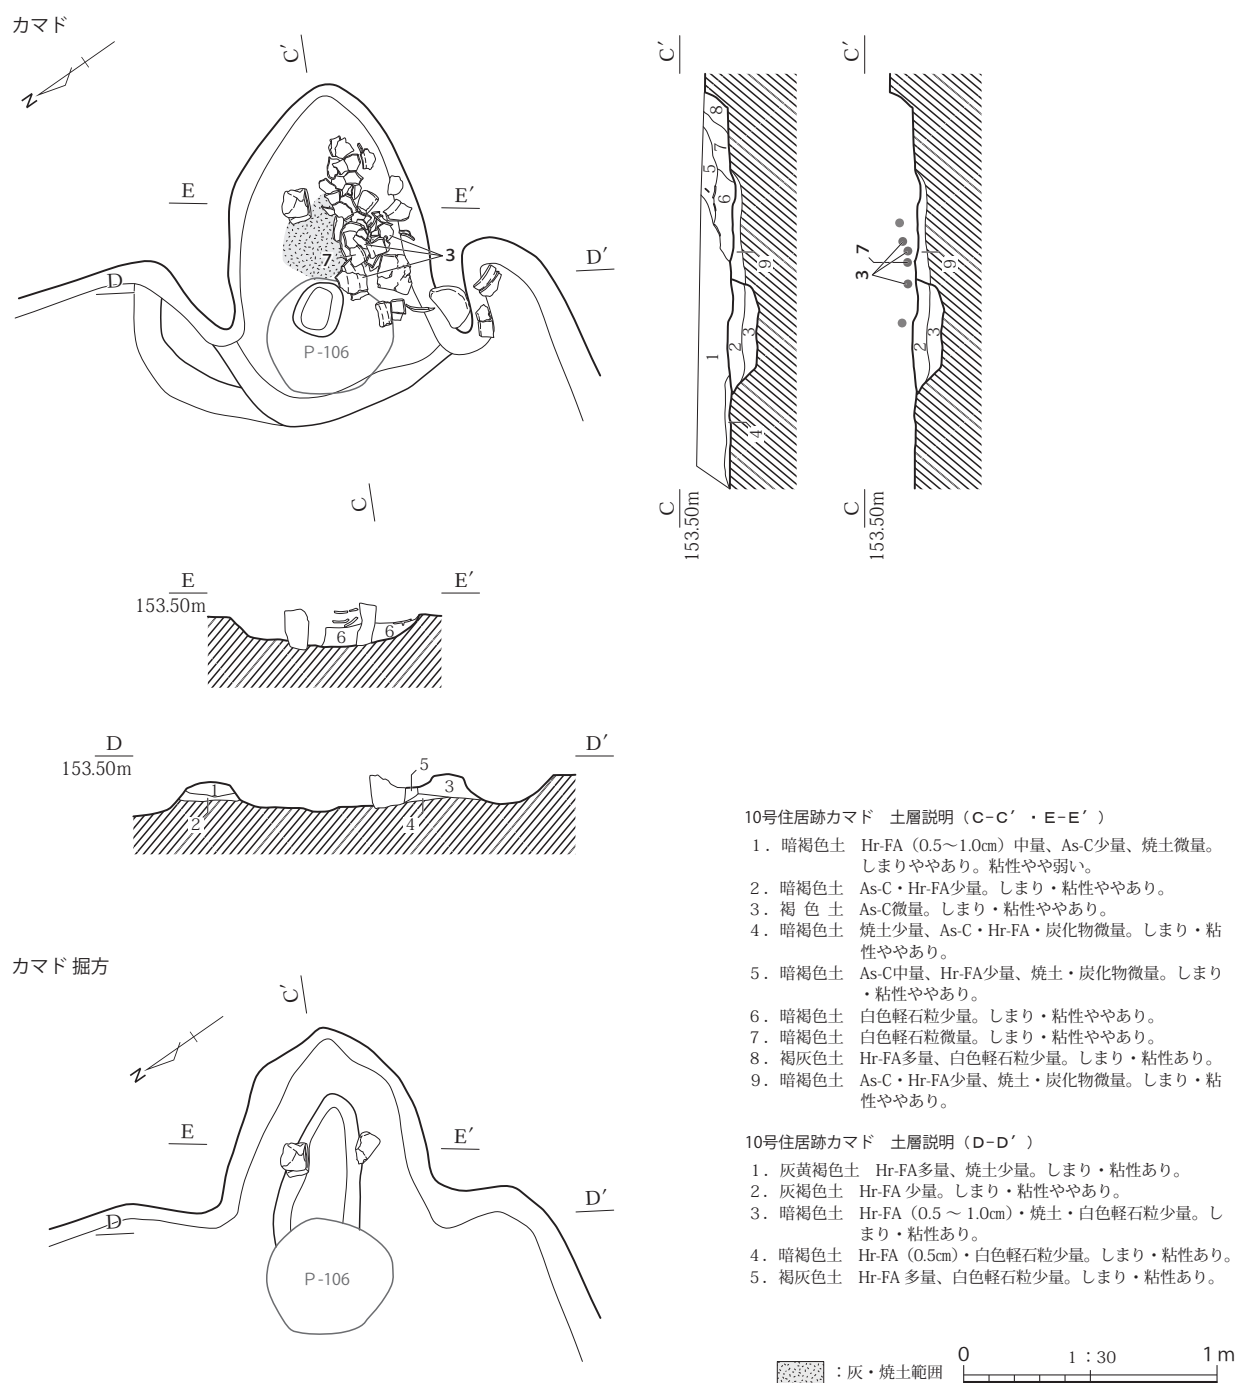 カマド
N
C′
E
E′
7
3
D
D′
P-106
C
C′
8
7
5
6
9
1
2
3
4
C
153.50m
C′
7
3
9
2
3
C
153.50m
E
153.50m
E′
6
6
D
153.50m
D′
1
2
5
3
4
カマド 掘方
N
C′
E
E′
D
D′
P-106
10号住居跡カマド 土層説明（C-C′・E-E′）
1．暗褐色土 Hr-FA（0.5～1.0㎝）中量、As-C少量、焼土微量。
しまりややあり。粘性やや弱い。
2．暗褐色土 As-C・Hr-FA少量。しまり・粘性ややあり。
3．褐 色 土 As-C微量。しまり・粘性ややあり。
4．暗褐色土 焼土少量、As-C・Hr-FA・炭化物微量。しまり・粘
性ややあり。
5．暗褐色土 As-C中量、Hr-FA少量、焼土・炭化物微量。しまり
・粘性ややあり。
6．暗褐色土 白色軽石粒少量。しまり・粘性ややあり。
7．暗褐色土 白色軽石粒微量。しまり・粘性ややあり。
8．褐灰色土 Hr-FA多量、白色軽石粒少量。しまり・粘性あり。
9．暗褐色土 As-C・Hr-FA少量、焼土・炭化物微量。しまり・粘
性ややあり。
10号住居跡カマド 土層説明（D-D′）
1．灰黄褐色土 Hr-FA多量、焼土少量。しまり・粘性あり。
2．灰褐色土 Hr-FA 少量。しまり・粘性ややあり。
3．暗褐色土 Hr-FA（0.5 ～ 1.0㎝）・焼土・白色軽石粒少量。し
まり・粘性あり。
4．暗褐色土 Hr-FA（0.5㎝）・白色軽石粒少量。しまり・粘性あり。
5．褐灰色土 Hr-FA 多量、白色軽石粒少量。しまり・粘性あり。
：灰・焼土範囲
0 1：30 1m